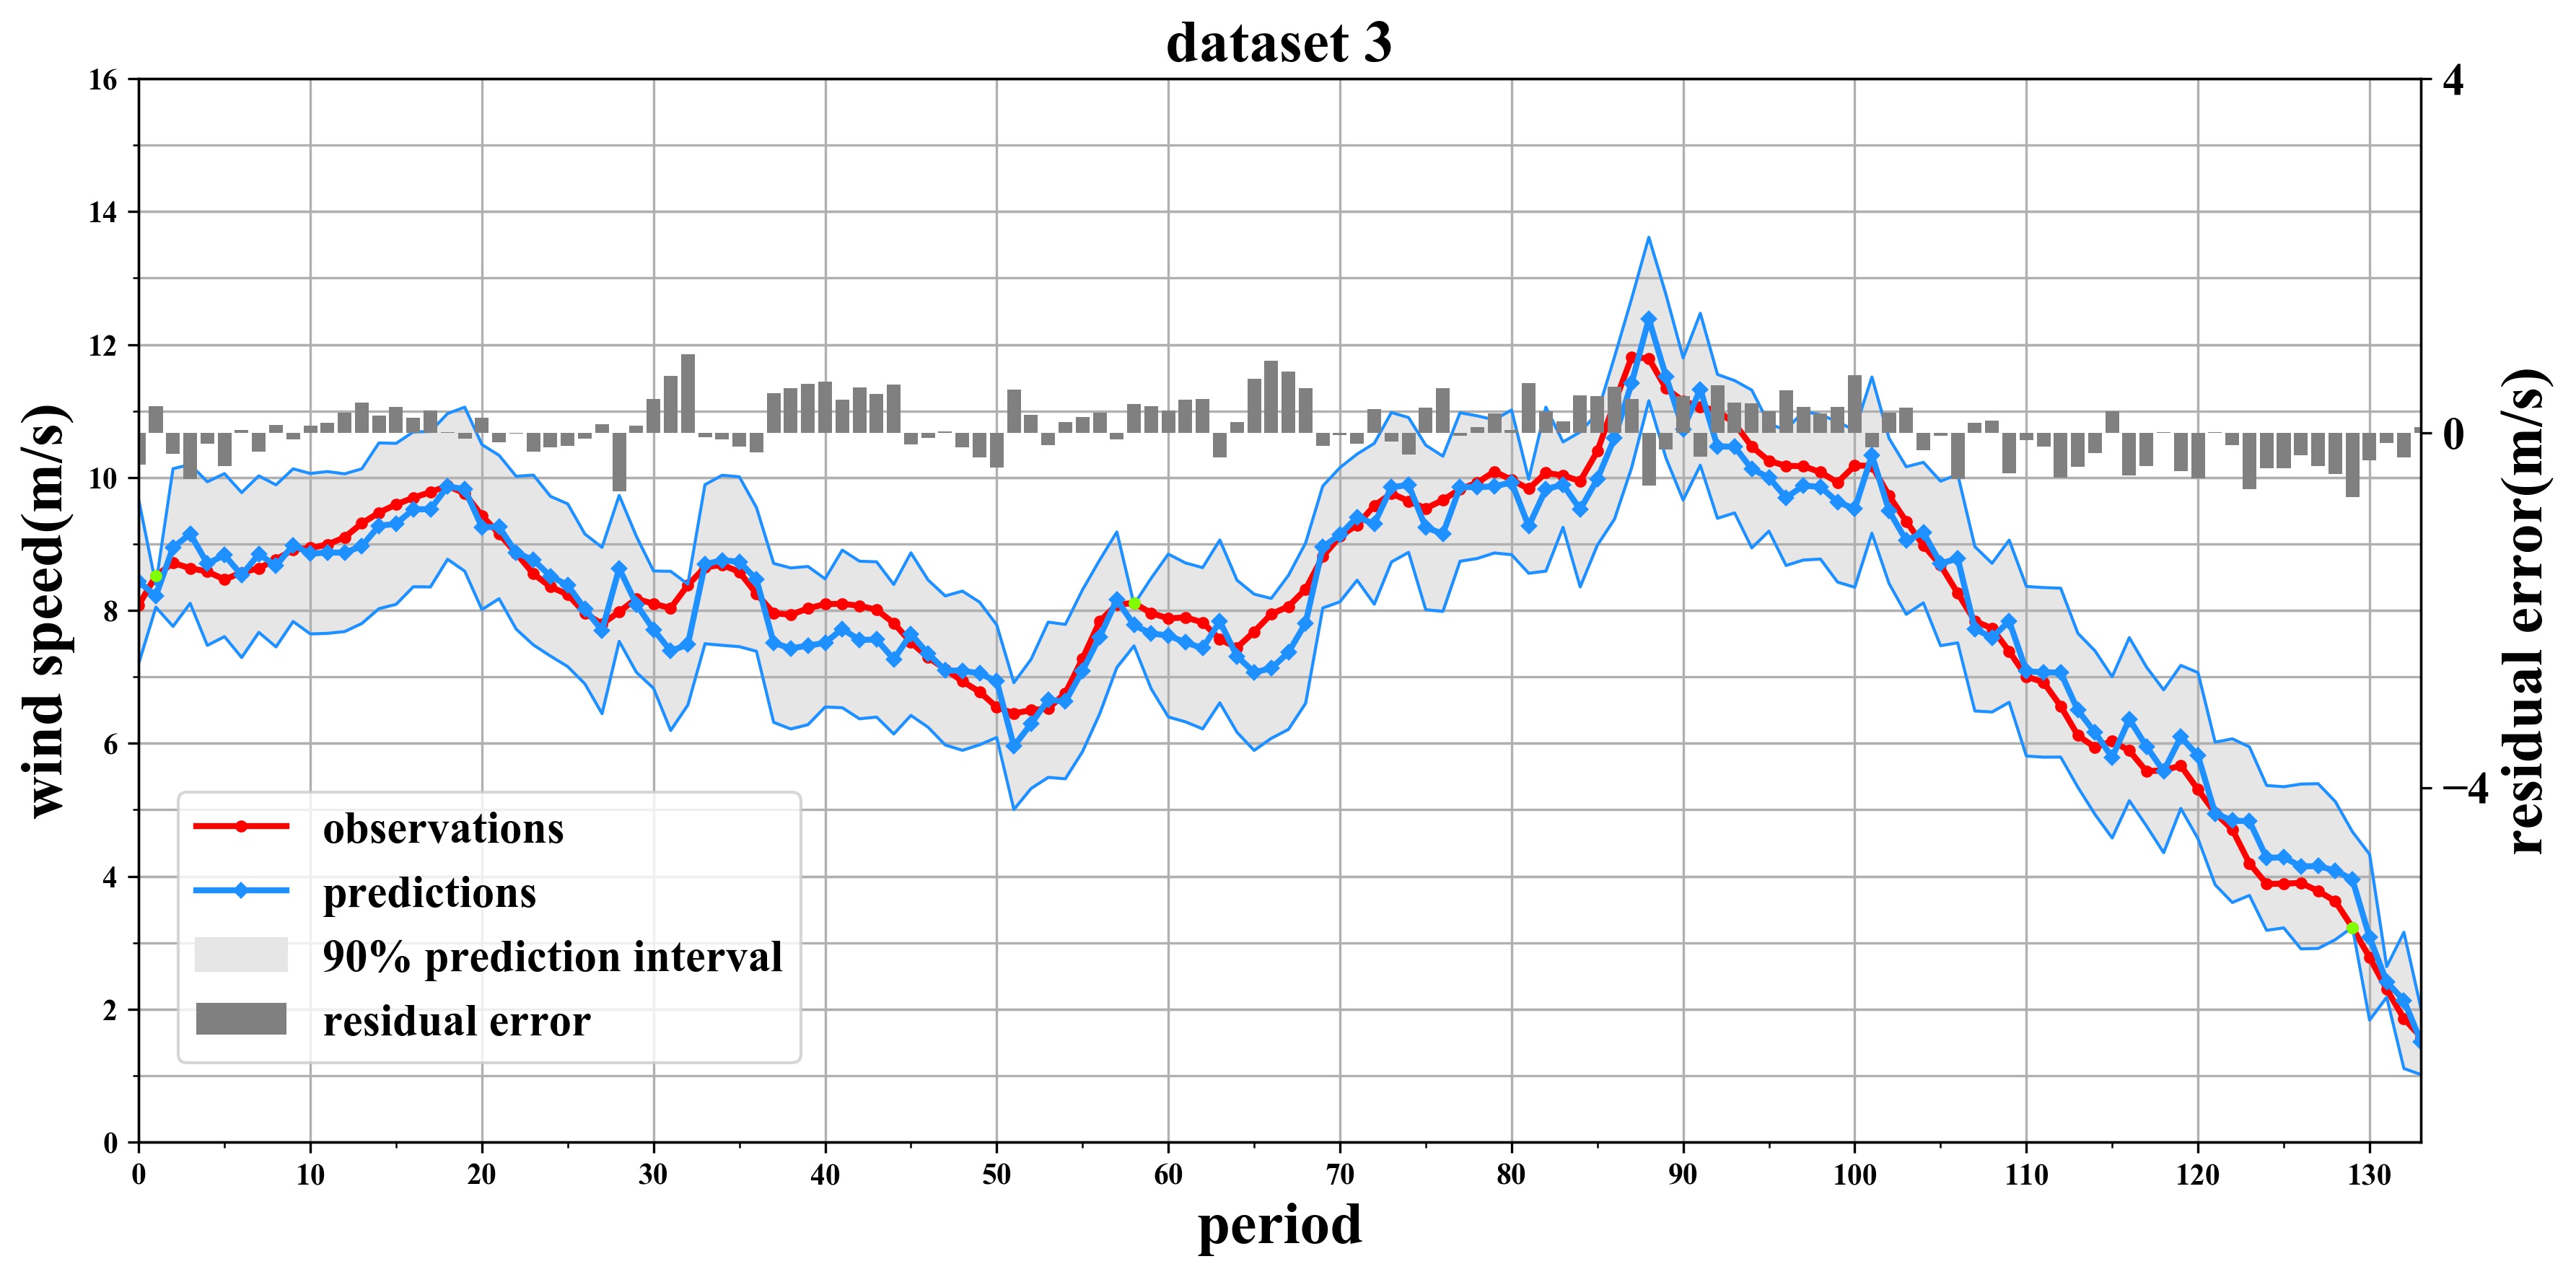 dataset 3
wind speed(m/s)
16
14
12
10
8
6
4
2
0
4
0
−4
residual error(m/s)
observations
predictions
90% prediction interval
residual error
0 10 20 30 40 50 60 70 80 90 100 110 120 130
period